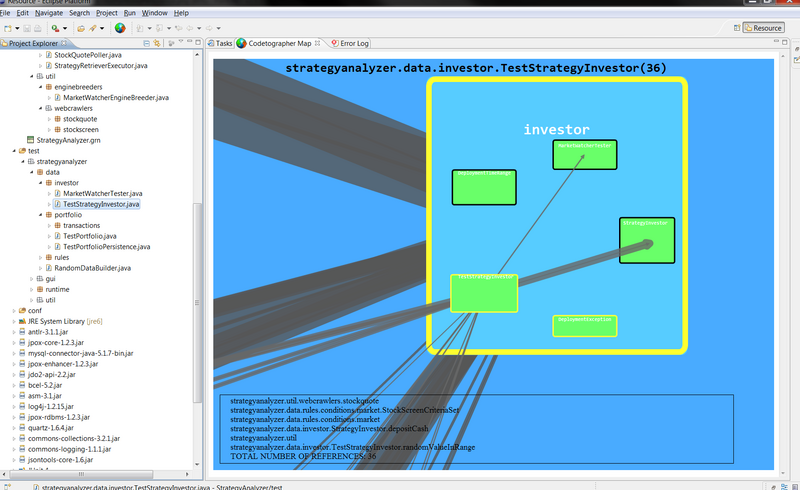 Resource - Eclipse Platform
File Edit Navigate Search Project Run Window Help
Resource
Project Explorer
Tasks Codetographer Map Error Log
StockQuotePoller.java
StrategyRetrieverExecutor.java
util
enginebreeders
MarketWatcherEngineBreeder.java
webcrawlers
stockquote
stockscreen
StrategyAnalyzer.grn
test
strategyanalyzer
data
investor
MarketWatcherTester.java
TestStrategyInvestor.java
portfolio
transactions
TestPortfolio.java
TestPortfolioPersistence.java
rules
RandomDataBuilder.java
gui
runtime
util
conf
JRE System Library [jre6]
antlr-3.1.1.jar
jpox-core-1.2.3.jar
mysql-connector-java-5.1.7-bin.jar
jpox-enhancer-1.2.3.jar
jdo2-api-2.2.jar
bcel-5.2.jar
asm-3.1.jar
log4j-1.2.15.jar
jpox-rdbms-1.2.3.jar
quartz-1.6.4.jar
commons-collections-3.2.1.jar
commons-logging-1.1.1.jar
jsontools-core-1.6.jar
strategyanalyzer.data.investor.TestStrategyInvestor(36)
investor
MarketWatcherTester
StrategyInvestor
TestStrategyInvestor
DeploymentException
strategyanalyzer.util.webcrawlers.stockquote
strategyanalyzer.data.rules.conditions.market.StockScreenCriteriaSet
strategyanalyzer.data.rules.conditions.market
strategyanalyzer.data.investor.StrategyInvestor.depositCash
strategyanalyzer.util
strategyanalyzer.data.investor.TestStrategyInvestor.randomValueInRange
TOTAL NUMBER OF REFERENCES: 36
strategyanalyzer.data.investor.TestStrategyInvestor.java - StrategyAnalyzer/test